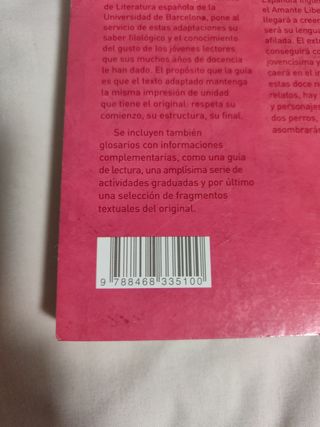 de Literatura española de la
Universidad de Barcelona, pone al
servicio de estas adaptaciones su
saber filológico y el conocimiento
del gusto de los jóvenes lectores
que sus muchos años de docencia
le han dado. El propósito que la guía
es que el texto adaptado mantenga
la misma impresión de unidad
que tiene el original: respeta su
comienzo, su estructura, su final.
Se incluyen también
glosarios con informaciones
complementarias, como una guía
de lectura, una amplísima serie de
actividades graduadas y por último
una selección de fragmentos
textuales del original.
el Amante Libe
llegará a creer
será su lengua
afilada. El ext
conseguirá co
jovencísima y
caerá en el in
estas doce n
relatos, hay
y personajes
dos perros,
asombrarás
9 788468 335100